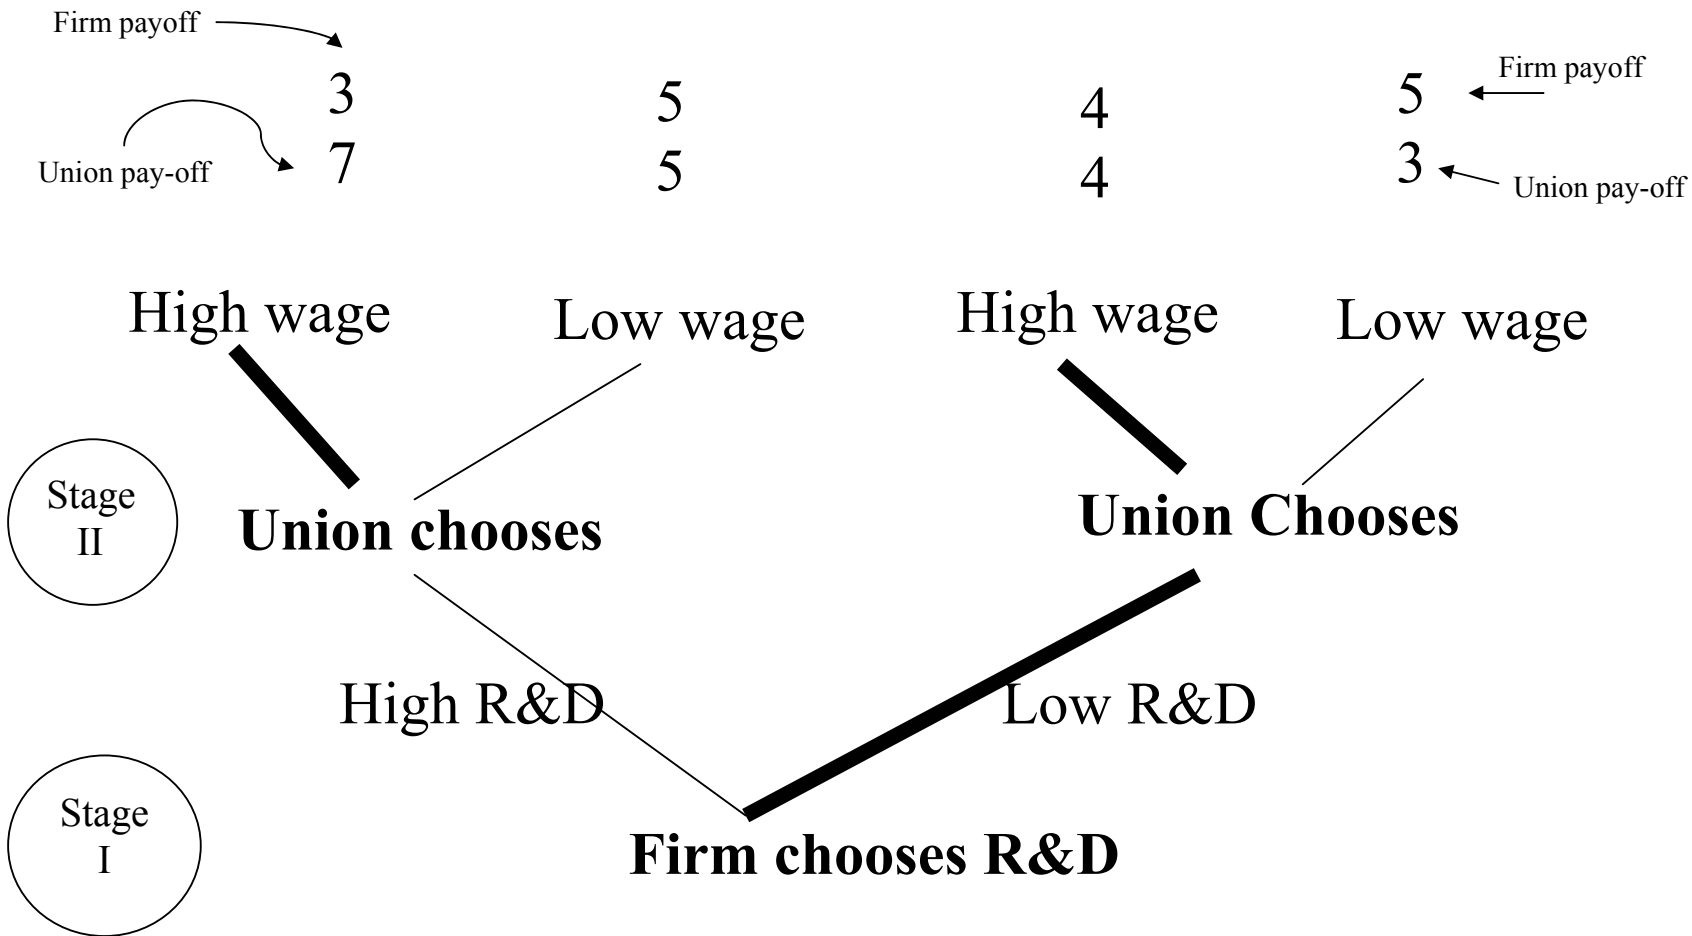 Firm payoff
3
7
Union pay-off
5
5
4
4
5
3
Firm payoff
Union pay-off
High wage
Low wage
High wage
Low wage
Stage
II
Union chooses
Union Chooses
High R&D
Low R&D
Stage
I
Firm chooses R&D